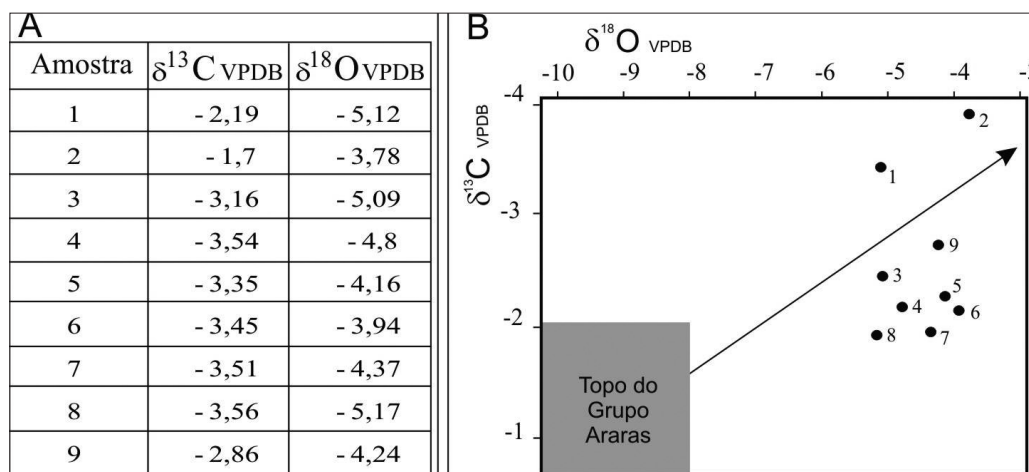 A
Amostra δ13C VPDB δ18O VPDB
1 - 2,19 - 5,12
2 - 1,7 - 3,78
3 - 3,16 - 5,09
4 - 3,54 - 4,8
5 - 3,35 - 4,16
6 - 3,45 - 3,94
7 - 3,51 - 4,37
8 - 3,56 - 5,17
9 - 2,86 - 4,24
B
δ18O VPDB
-10 -9 -8 -7 -6 -5 -4
δ13C VPDB
-4
-3
-2
-1
2
1
9
3
5
4
6
8
7
Topo do
Grupo
Araras